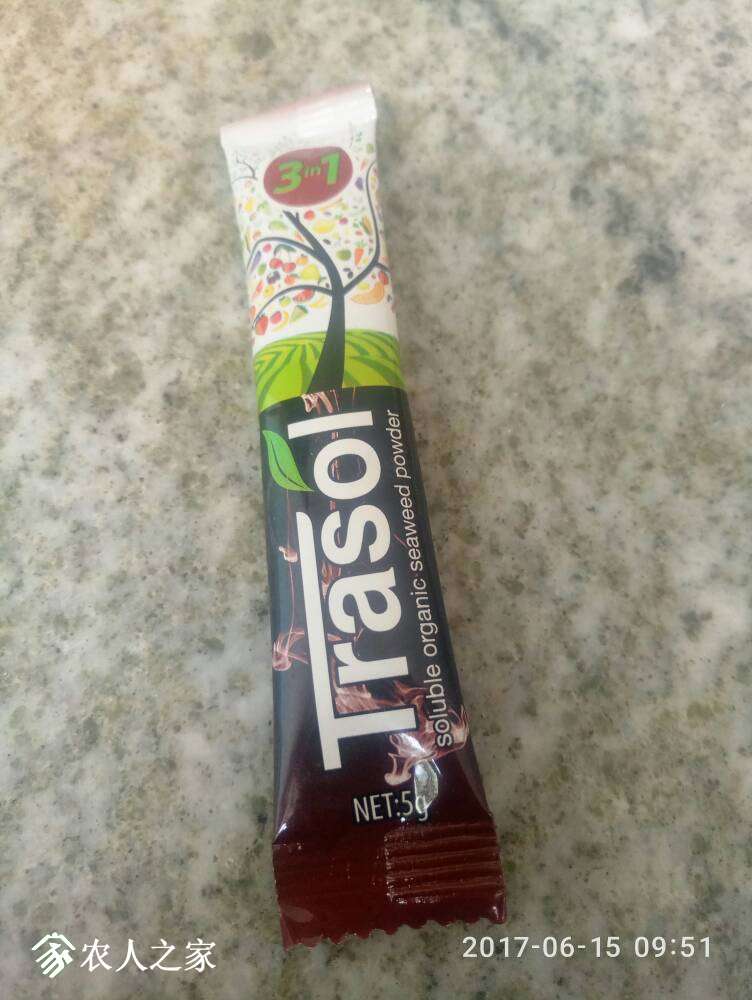 3in1
Trasol
soluble organic seaweed powder
NET:5g
农人之家
2017-06-15 09:51